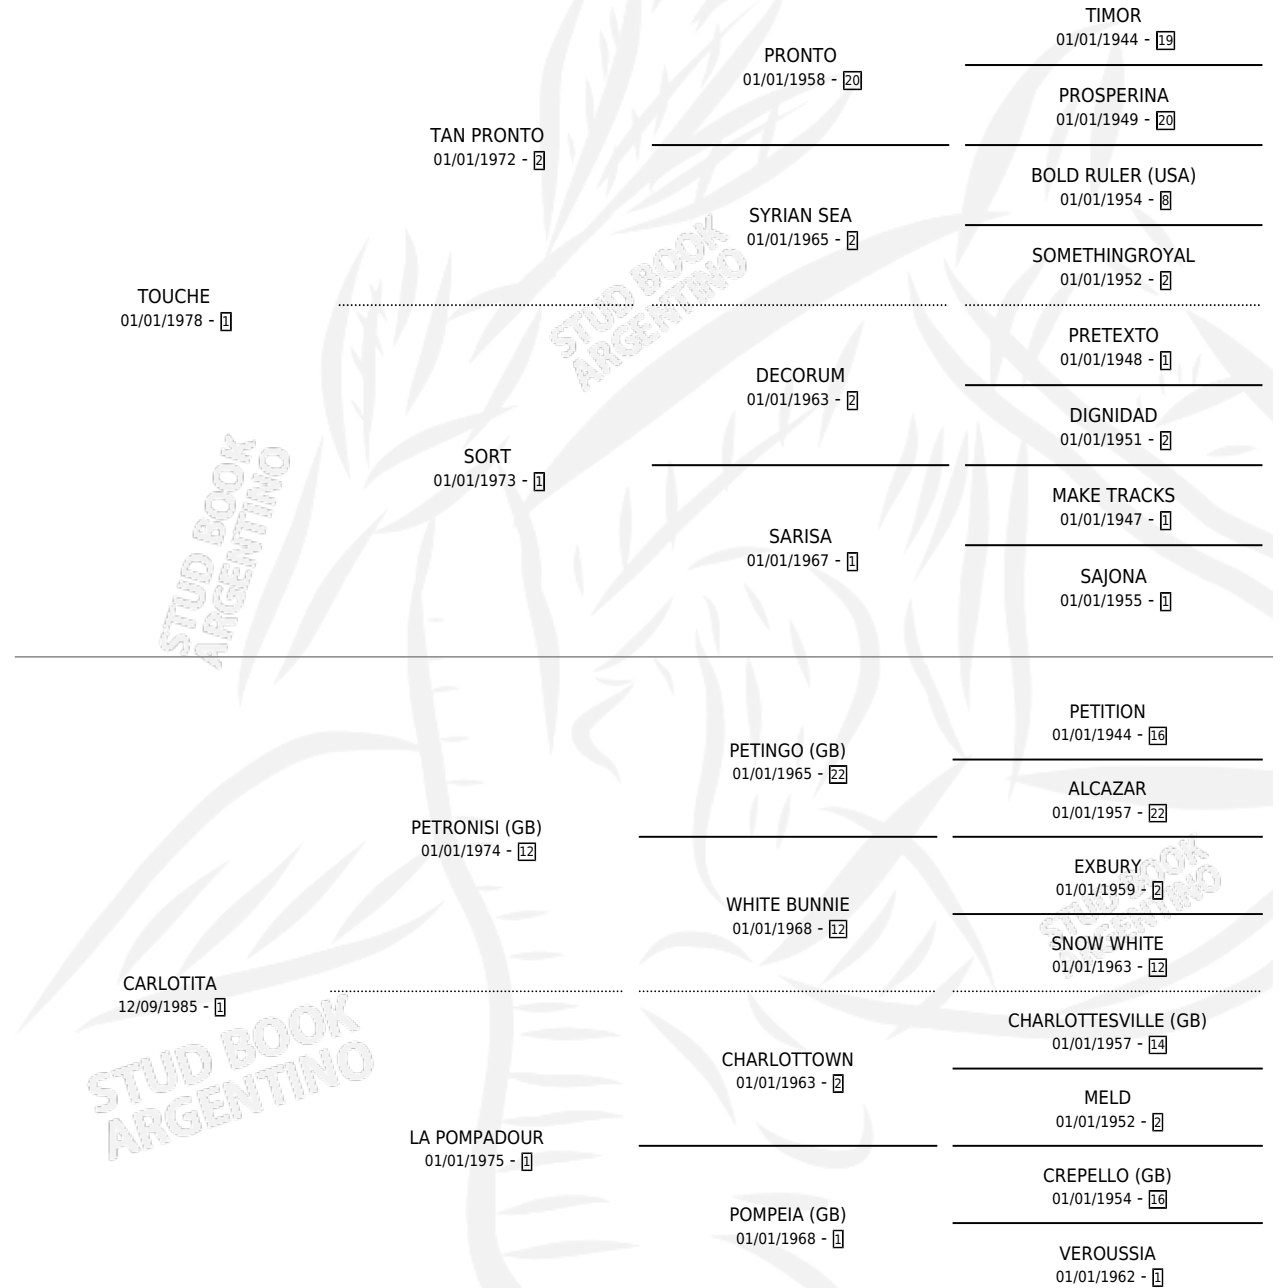 TIMOR
01/01/1944 - 19
PRONTO
01/01/1958 - 20
PROSPERINA
01/01/1949 - 20
TAN PRONTO
01/01/1972 - 2
BOLD RULER (USA)
01/01/1954 - 8
SYRIAN SEA
01/01/1965 - 2
SOMETHINGROYAL
01/01/1952 - 2
TOUCHE
01/01/1978 - 1
STUD BOOK
ARGENTINO
PRETEXTO
01/01/1948 - 1
DECORUM
01/01/1963 - 2
DIGNIDAD
01/01/1951 - 2
SORT
01/01/1973 - 1
MAKE TRACKS
01/01/1947 - 1
SARISA
01/01/1967 - 1
SAJONA
01/01/1955 - 1
STUD BOOK
ARGENTINO
PETITION
01/01/1944 - 16
PETINGO (GB)
01/01/1965 - 22
ALCAZAR
01/01/1957 - 22
PETRONISI (GB)
01/01/1974 - 12
EXBURY
01/01/1959 - 2
WHITE BUNNIE
01/01/1968 - 12
STUD BOOK
ARGENTINO
SNOW WHITE
01/01/1963 - 12
CARLOTITA
12/09/1985 - 1
CHARLOTTESVILLE (GB)
01/01/1957 - 14
CHARLOTTOWN
01/01/1963 - 2
STUD BOOK
ARGENTINO
MELD
01/01/1952 - 2
LA POMPADOUR
01/01/1975 - 1
CREPELLO (GB)
01/01/1954 - 16
POMPEIA (GB)
01/01/1968 - 1
VEROUSSIA
01/01/1962 - 1